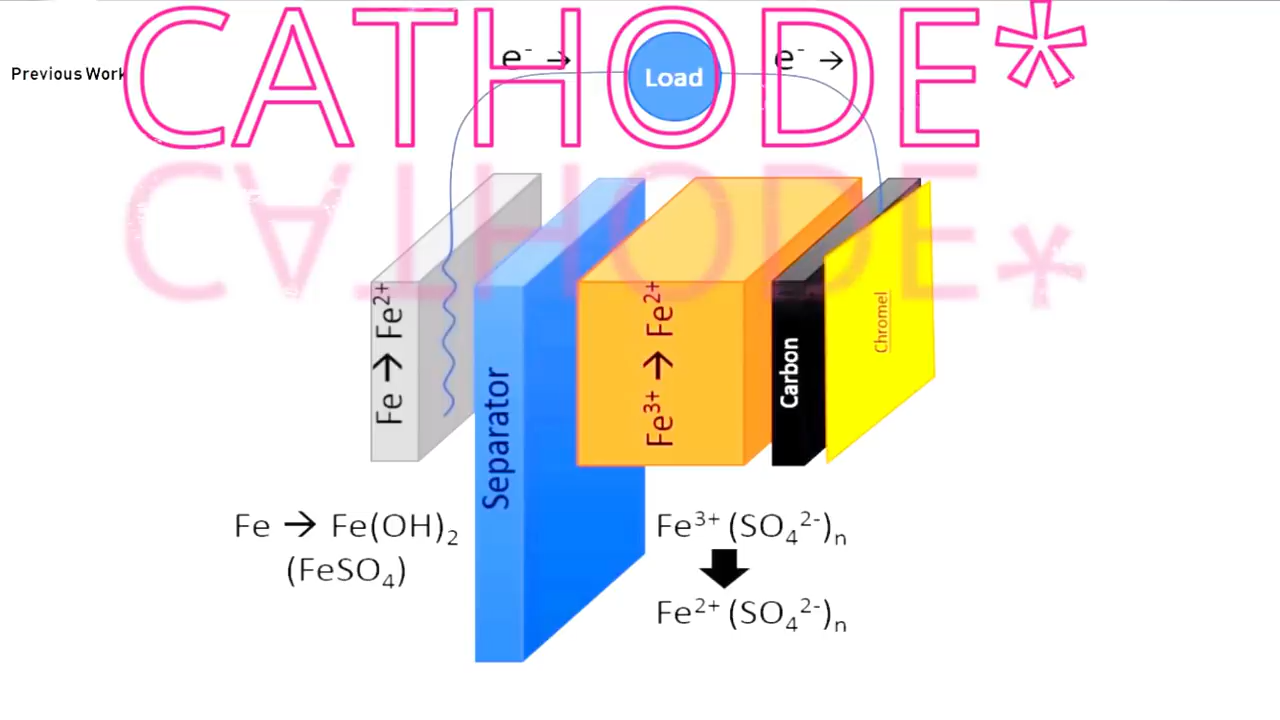 CATHODE*
e⁻ →
e⁻ →
Load
Previous Work
CATHODE*
Fe → Fe²⁺
Separator
Fe³⁺ → Fe²⁺
Carbon
Chromel
Fe → Fe(OH)₂
(FeSO₄)
Fe³⁺ (SO₄²⁻)ₙ
Fe²⁺ (SO₄²⁻)ₙ